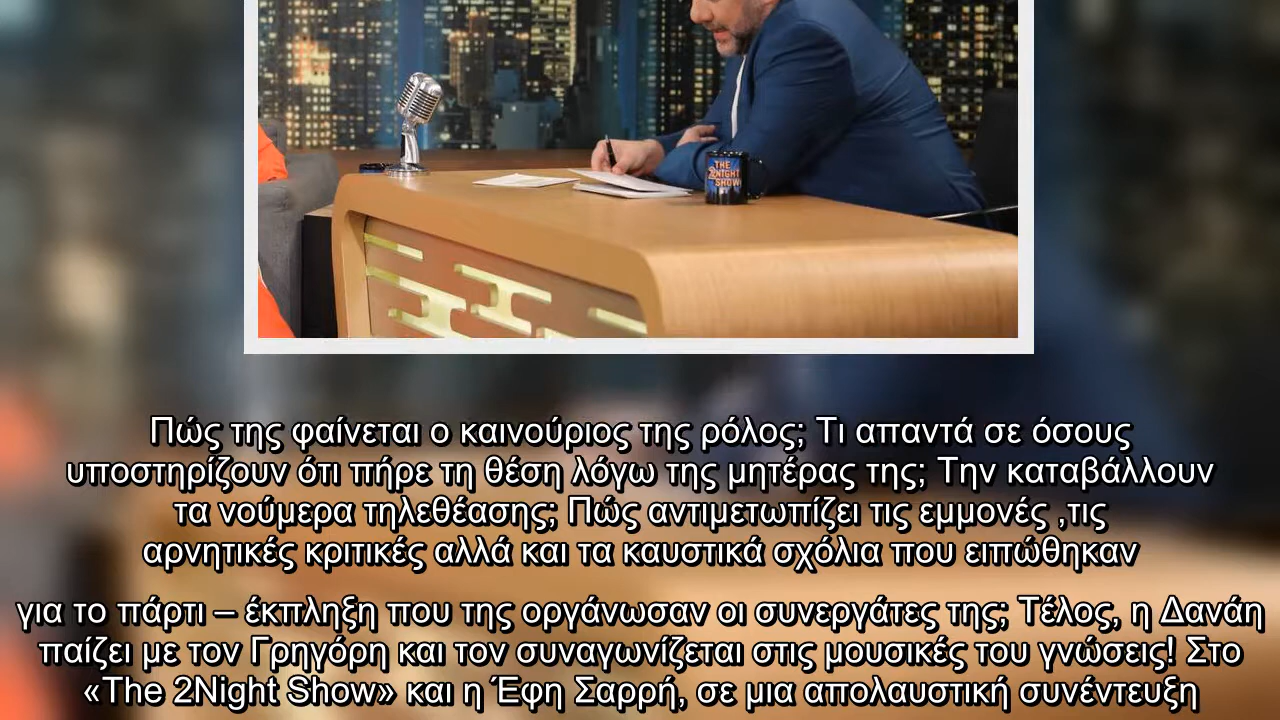 THE
2NIGHT
SHOW
Πώς της φαίνεται ο καινούριος της ρόλος; Τι απαντά σε όσους
υποστηρίζουν ότι πήρε τη θέση λόγω της μητέρας της; Την καταβάλλουν
τα νούμερα τηλεθέασης; Πώς αντιμετωπίζει τις εμμονές ,τις
αρνητικές κριτικές αλλά και τα καυστικά σχόλια που ειπώθηκαν
για το πάρτι – έκπληξη που της οργάνωσαν οι συνεργάτες της; Τέλος, η Δανάη
παίζει με τον Γρηγόρη και τον συναγωνίζεται στις μουσικές του γνώσεις! Στο
«The 2Night Show» και η Έφη Σαρρή, σε μια απολαυστική συνέντευξη